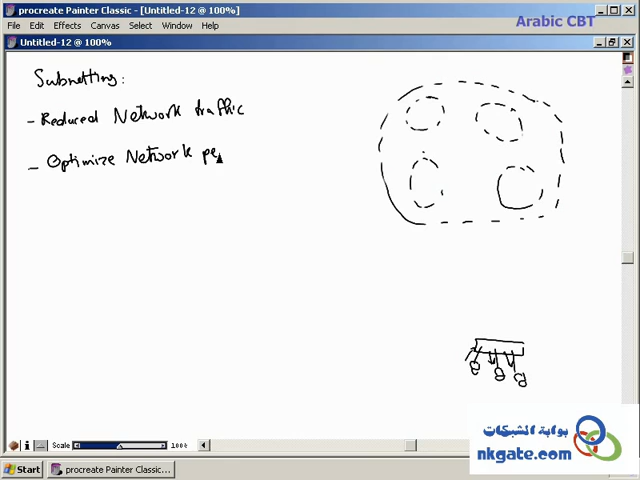 procreate Painter Classic - [Untitled-12 @ 100%]
Arabic CBT
File Edit Effects Canvas Select Window Help
Untitled-12 @ 100%
Subnetting:
- Reduced Network traffic
- Optimize Network pe
Scale 100%
بوابة الشبكات
nkgate.com
Start procreate Painter Classic...